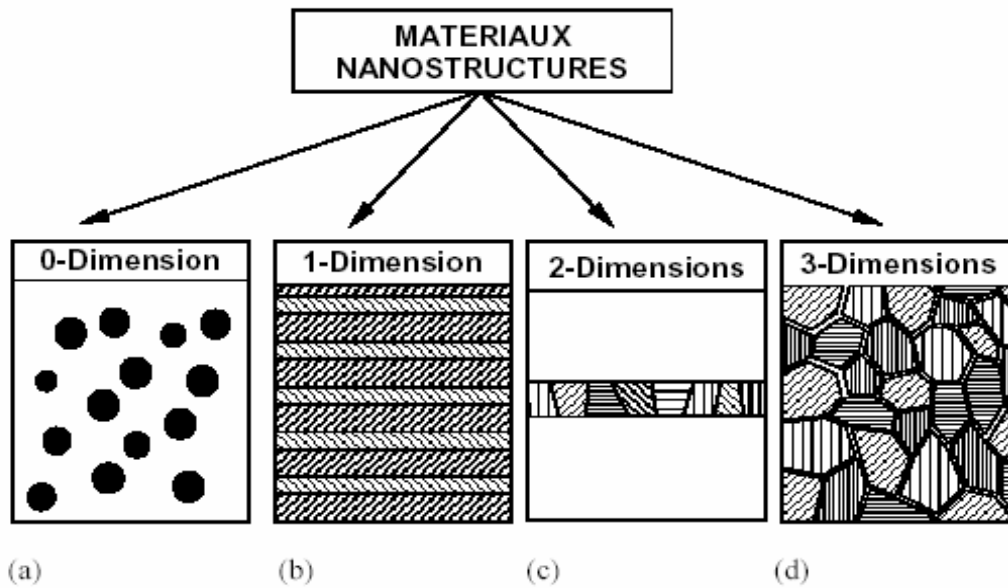 MATERIAUX
NANOSTRUCTURES
0-Dimension
1-Dimension
2-Dimensions
3-Dimensions
(a)
(b)
(c)
(d)